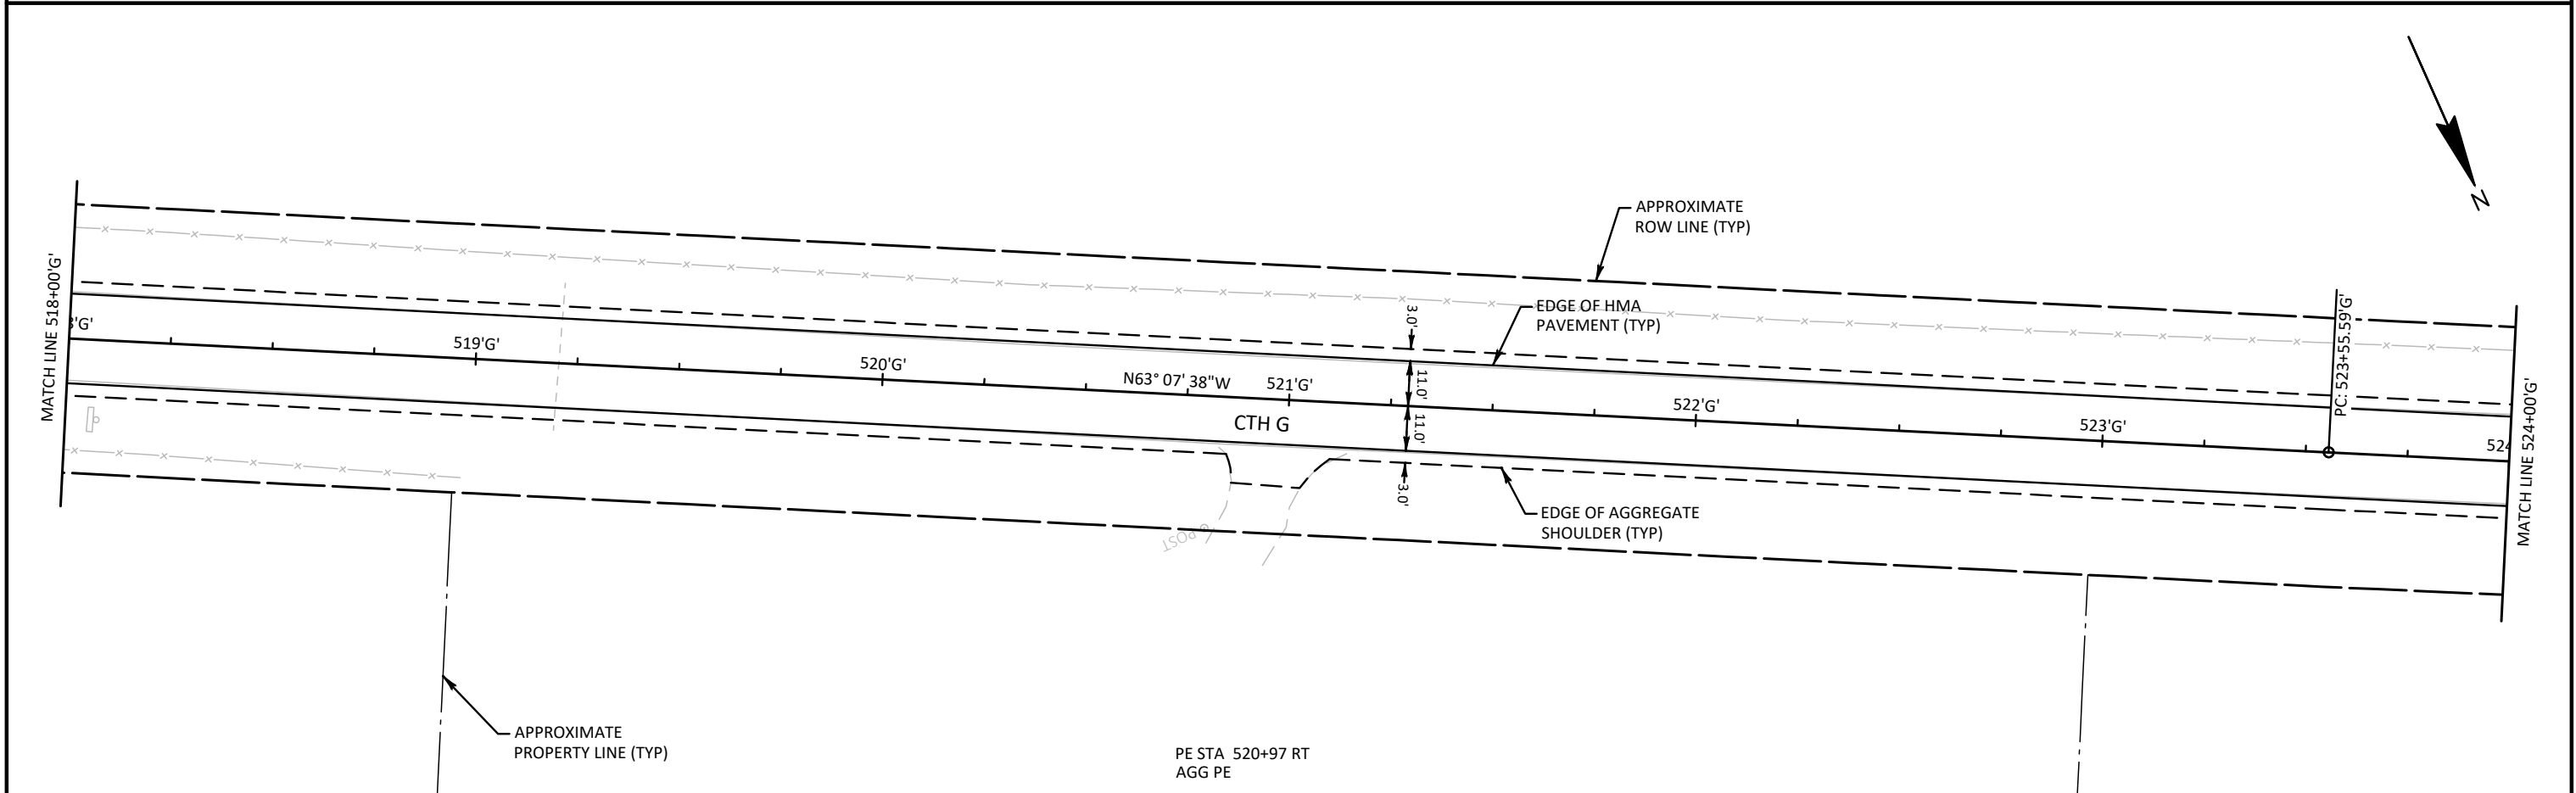 N
APPROXIMATE
ROW LINE (TYP)
MATCH LINE 518+00'G'
'G'
519'G'
520'G'
N63° 07' 38"W
521'G'
522'G'
523'G'
524
3.0'
11.0'
11.0'
3.0'
EDGE OF HMA
PAVEMENT (TYP)
PC: 523+55.59'G'
MATCH LINE 524+00'G'
CTH G
POST
EDGE OF AGGREGATE
SHOULDER (TYP)
APPROXIMATE
PROPERTY LINE (TYP)
PE STA 520+97 RT
AGG PE